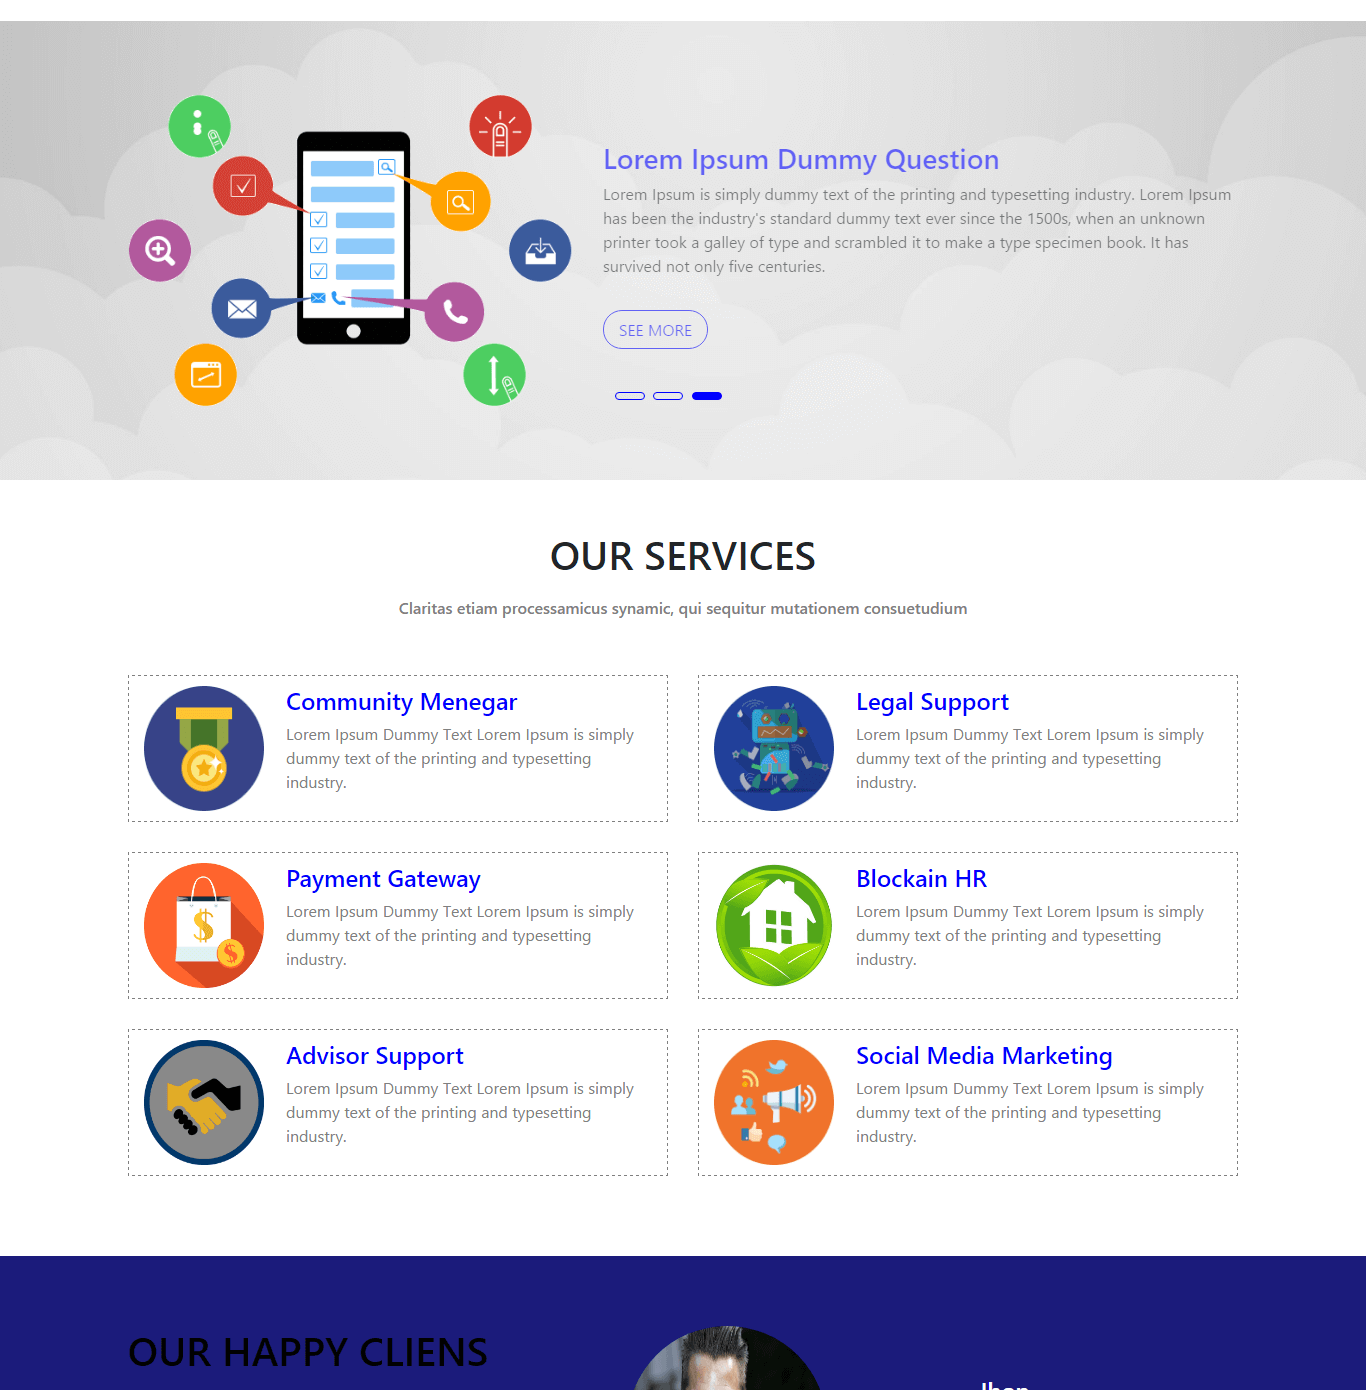 Lorem Ipsum Dummy Question
Lorem Ipsum is simply dummy text of the printing and typesetting industry. Lorem Ipsum
has been the industry's standard dummy text ever since the 1500s, when an unknown
printer took a galley of type and scrambled it to make a type specimen book. It has
survived not only five centuries.
SEE MORE
OUR SERVICES
Claritas etiam processamicus synamic, qui sequitur mutationem consuetudium
Community Menegar
Lorem Ipsum Dummy Text Lorem Ipsum is simply
dummy text of the printing and typesetting
industry.
Legal Support
Lorem Ipsum Dummy Text Lorem Ipsum is simply
dummy text of the printing and typesetting
industry.
Payment Gateway
Lorem Ipsum Dummy Text Lorem Ipsum is simply
dummy text of the printing and typesetting
industry.
Blockain HR
Lorem Ipsum Dummy Text Lorem Ipsum is simply
dummy text of the printing and typesetting
industry.
Advisor Support
Lorem Ipsum Dummy Text Lorem Ipsum is simply
dummy text of the printing and typesetting
industry.
Social Media Marketing
Lorem Ipsum Dummy Text Lorem Ipsum is simply
dummy text of the printing and typesetting
industry.
OUR HAPPY CLIENS